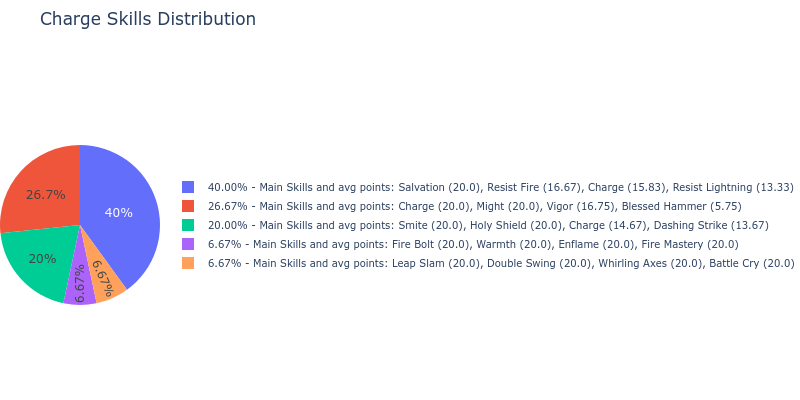 Charge Skills Distribution
40%
26.7%
20%
6.67%
6.67%
40.00% - Main Skills and avg points: Salvation (20.0), Resist Fire (16.67), Charge (15.83), Resist Lightning (13.33)
26.67% - Main Skills and avg points: Charge (20.0), Might (20.0), Vigor (16.75), Blessed Hammer (5.75)
20.00% - Main Skills and avg points: Smite (20.0), Holy Shield (20.0), Charge (14.67), Dashing Strike (13.67)
6.67% - Main Skills and avg points: Fire Bolt (20.0), Warmth (20.0), Enflame (20.0), Fire Mastery (20.0)
6.67% - Main Skills and avg points: Leap Slam (20.0), Double Swing (20.0), Whirling Axes (20.0), Battle Cry (20.0)